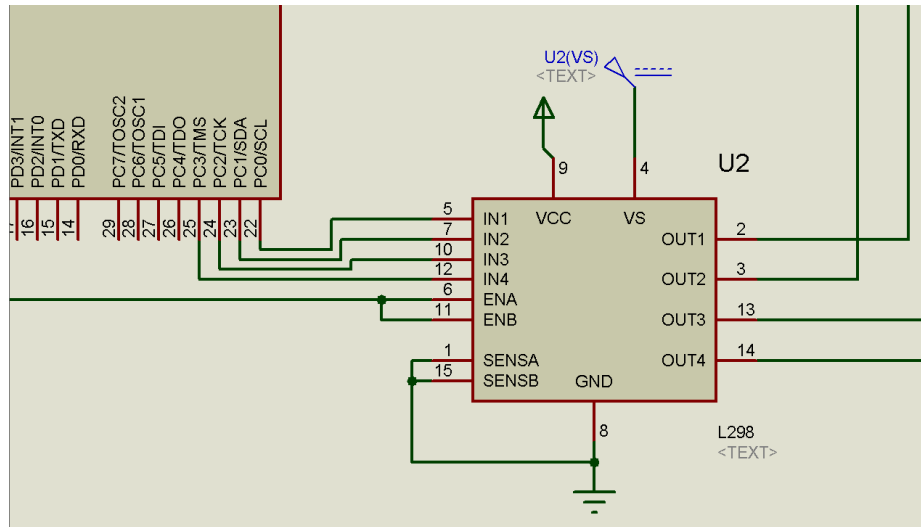 U2(VS)
<TEXT>
PD3/INT1
PD2/INT0
PD1/TXD
PD0/RXD
PC7/TOSC2
PC6/TOSC1
PC5/TDI
PC4/TDO
PC3/TMS
PC2/TCK
PC1/SDA
PC0/SCL
16
15
14
29
28
27
26
25
24
23
22
9
4
U2
VCC
VS
5
IN1
7
IN2
10
IN3
12
IN4
6
ENA
11
ENB
1
SENSA
15
SENSB
GND
8
OUT1
2
OUT2
3
OUT3
13
OUT4
14
L298
<TEXT>